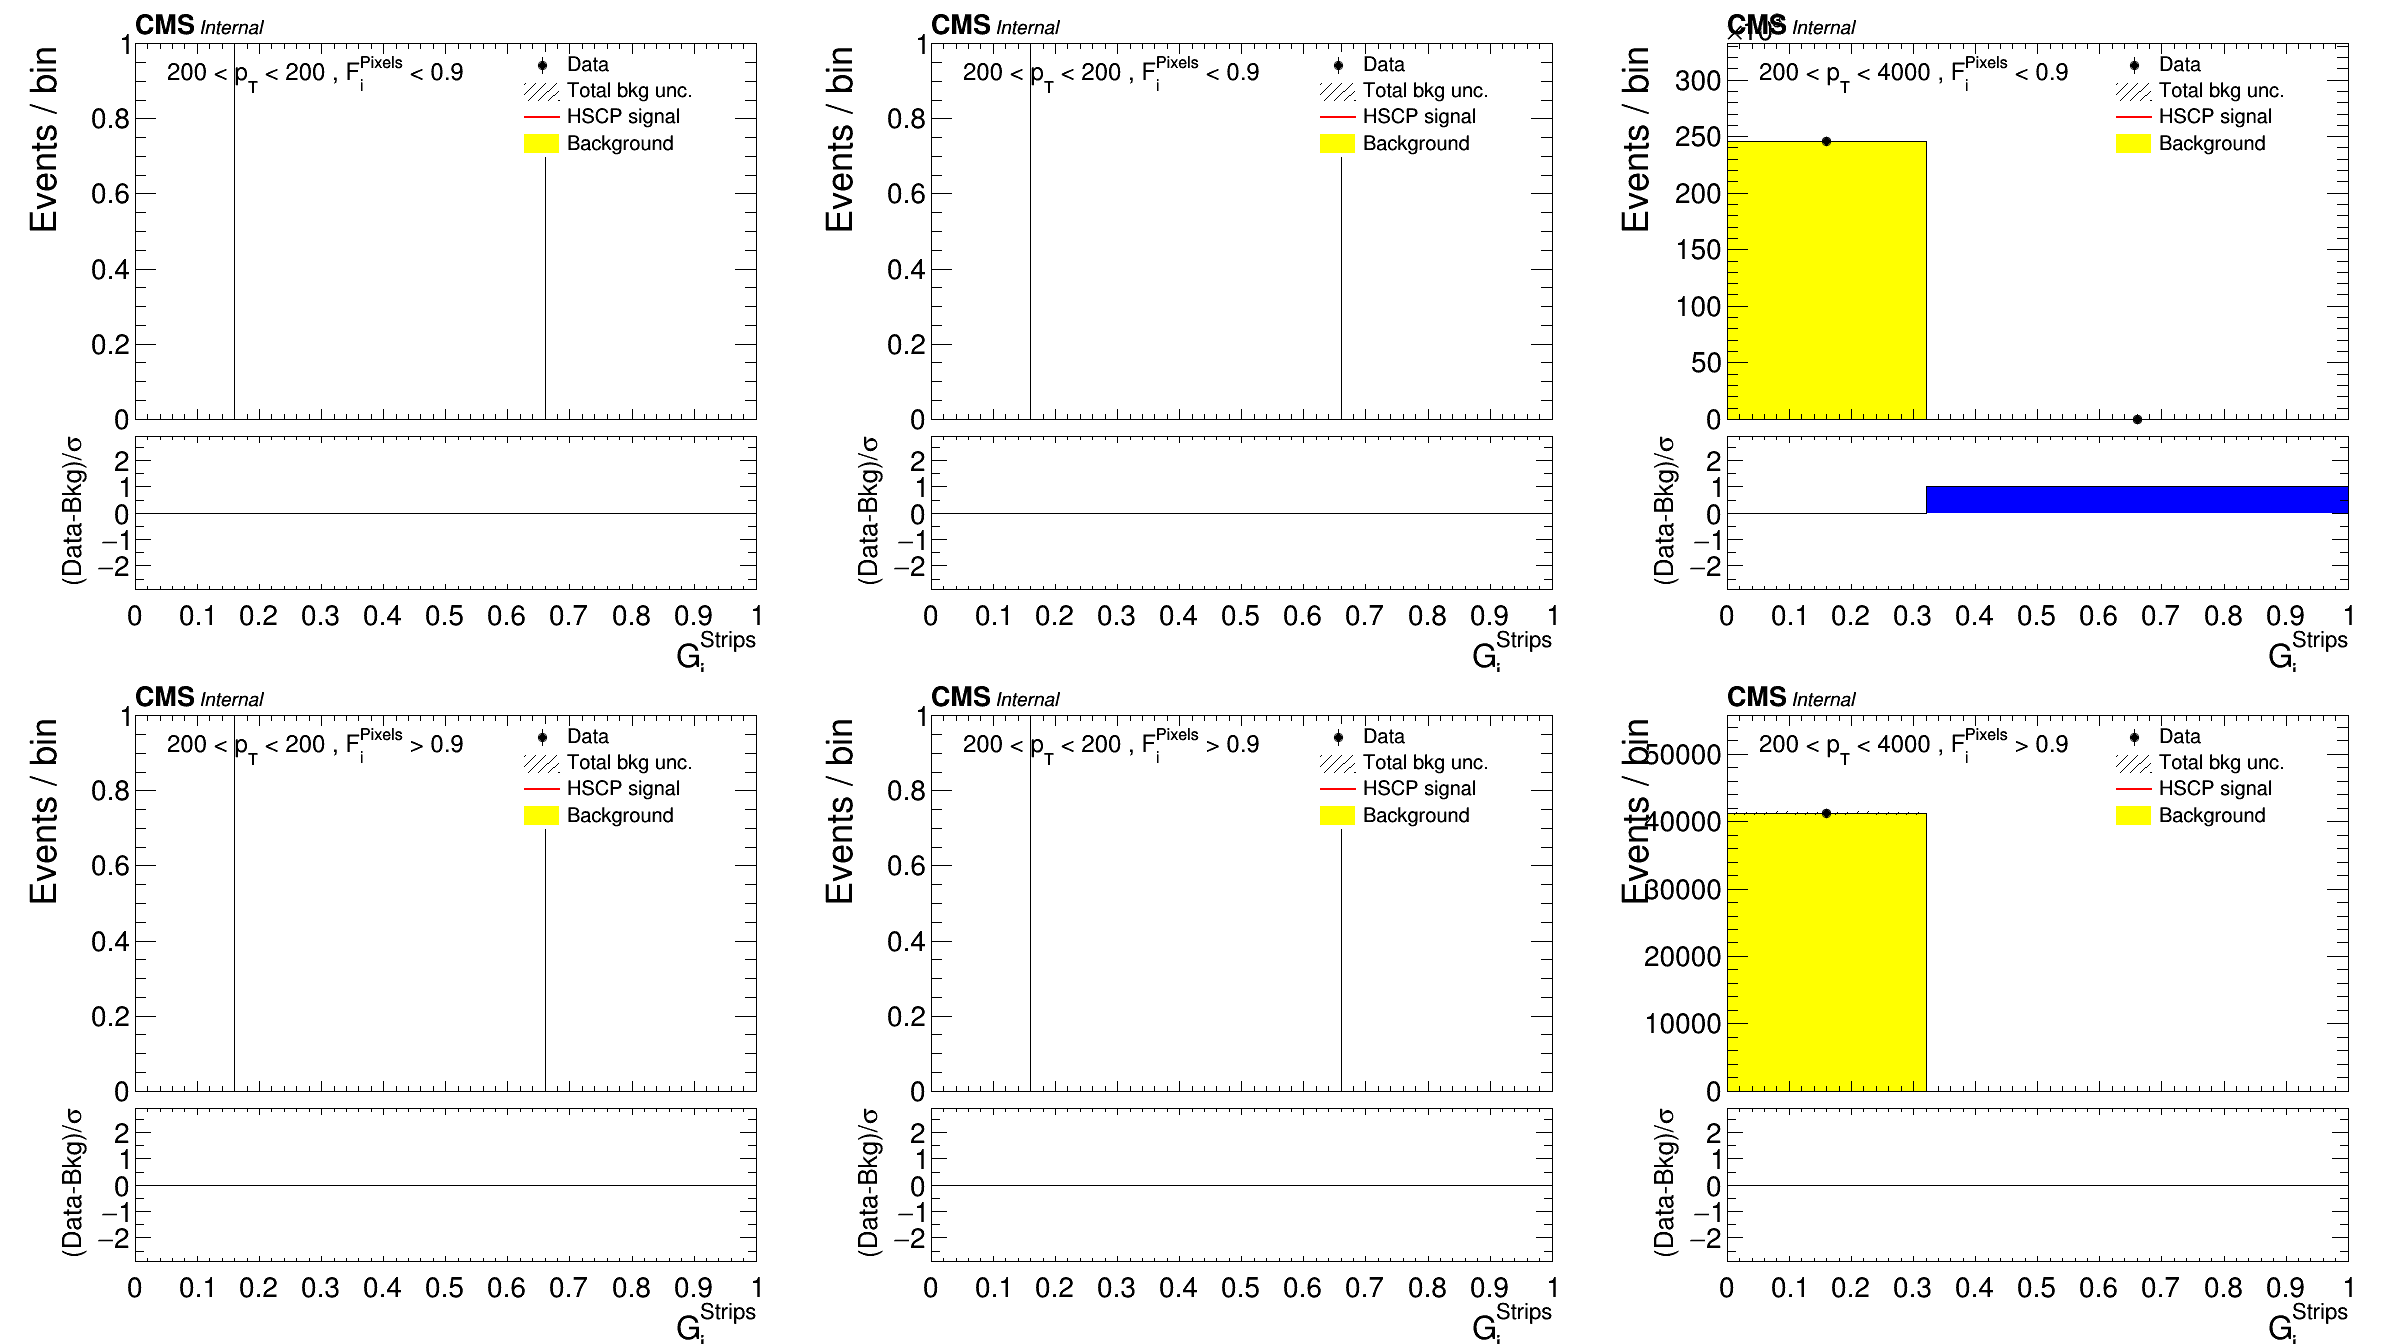 CMS Internal
200 < pT < 200 , FiPixels < 0.9
Data
Total bkg unc.
HSCP signal
Background
Events / bin
1
0.8
0.6
0.4
0.2
0
(Data-Bkg)/σ
2
1
0
−1
−2
0 0.1 0.2 0.3 0.4 0.5 0.6 0.7 0.8 0.9 1
GiStrips
CMS Internal
200 < pT < 200 , FiPixels < 0.9
Data
Total bkg unc.
HSCP signal
Background
Events / bin
1
0.8
0.6
0.4
0.2
0
(Data-Bkg)/σ
2
1
0
−1
−2
0 0.1 0.2 0.3 0.4 0.5 0.6 0.7 0.8 0.9 1
GiStrips
CMS Internal
×10³
200 < pT < 4000 , FiPixels < 0.9
Data
Total bkg unc.
HSCP signal
Background
Events / bin
300
250
200
150
100
50
0
(Data-Bkg)/σ
2
1
0
−1
−2
0 0.1 0.2 0.3 0.4 0.5 0.6 0.7 0.8 0.9 1
GiStrips
CMS Internal
200 < pT < 200 , FiPixels > 0.9
Data
Total bkg unc.
HSCP signal
Background
Events / bin
1
0.8
0.6
0.4
0.2
0
(Data-Bkg)/σ
2
1
0
−1
−2
0 0.1 0.2 0.3 0.4 0.5 0.6 0.7 0.8 0.9 1
GiStrips
CMS Internal
200 < pT < 200 , FiPixels > 0.9
Data
Total bkg unc.
HSCP signal
Background
Events / bin
1
0.8
0.6
0.4
0.2
0
(Data-Bkg)/σ
2
1
0
−1
−2
0 0.1 0.2 0.3 0.4 0.5 0.6 0.7 0.8 0.9 1
GiStrips
CMS Internal
200 < pT < 4000 , FiPixels > 0.9
Data
Total bkg unc.
HSCP signal
Background
Events / bin
50000
40000
30000
20000
10000
0
(Data-Bkg)/σ
2
1
0
−1
−2
0 0.1 0.2 0.3 0.4 0.5 0.6 0.7 0.8 0.9 1
GiStrips